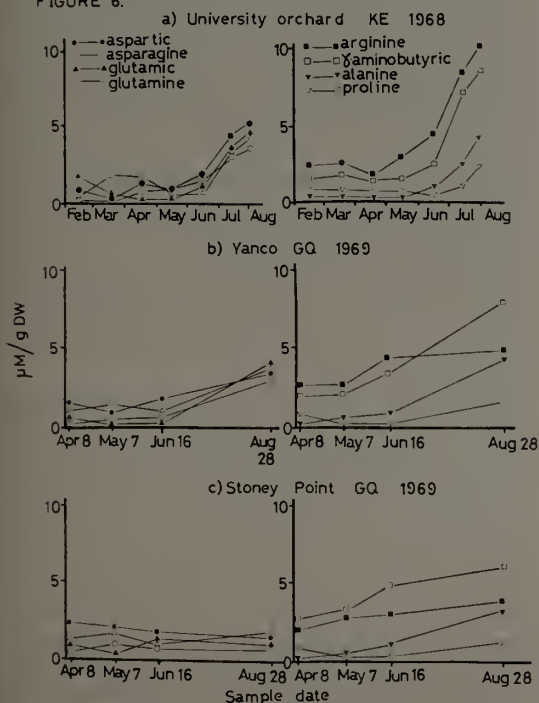 FIGURE 6.
a) University orchard KE 1968
10
5
0
aspartic
asparagine
glutamic
glutamine
Feb Mar Apr May Jun Jul Aug
10
5
0
arginine
γaminobutyric
alanine
proline
Feb Mar Apr May Jun Jul Aug
b) Yanco GQ 1969
µM/g DW
10
5
0
Apr 8 May 7 Jun 16 Aug 28
10
5
0
Apr 8 May 7 Jun 16 Aug 28
c) Stoney Point GQ 1969
10
5
0
Apr 8 May 7 Jun 16 Aug 28
10
5
0
Apr 8 May 7 Jun 16 Aug 28
Sample date